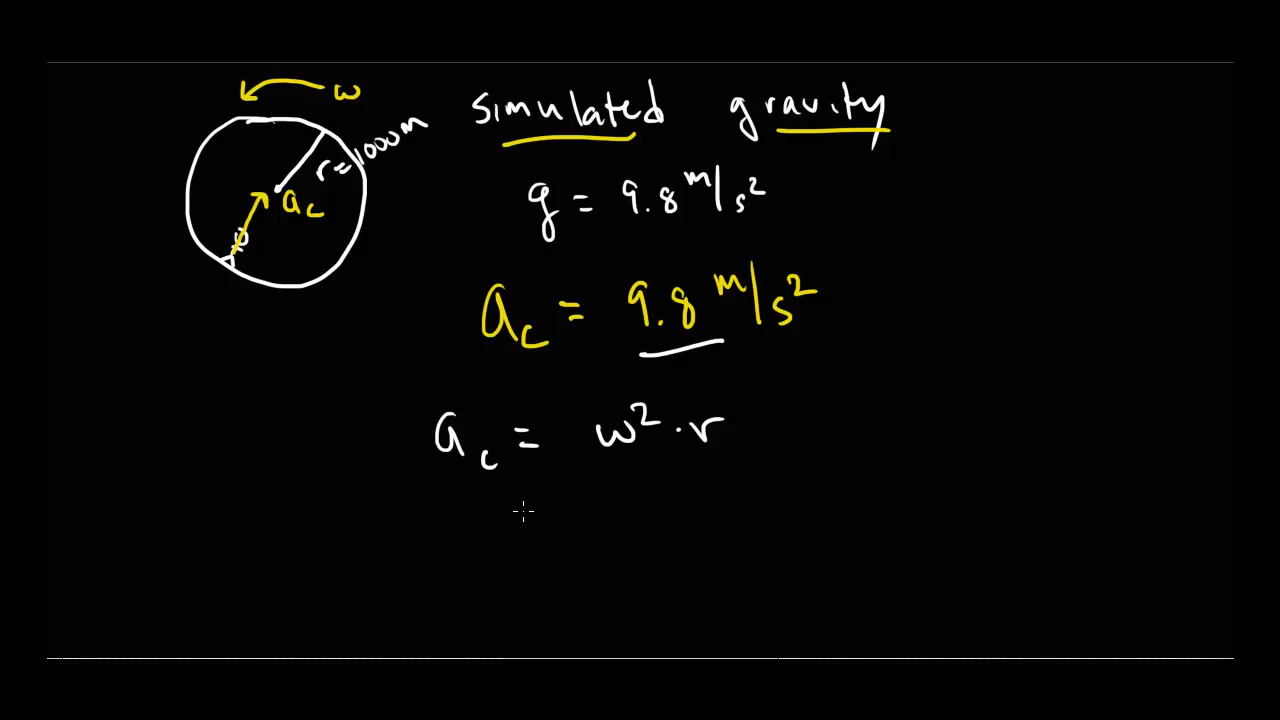 ω
simulated gravity
r = 1000m
a_c
g = 9.8 m/s²
a_c = 9.8 m/s²
a_c = ω² · r